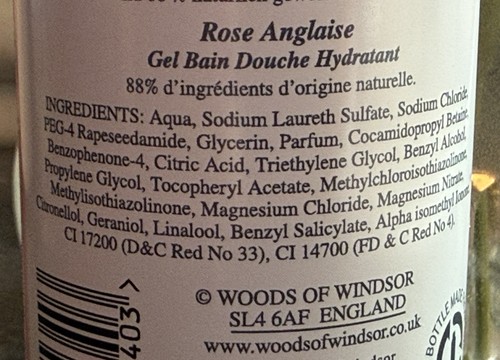 Rose Anglaise
Gel Bain Douche Hydratant
88% d’ingrédients d’origine naturelle.
INGREDIENTS: Aqua, Sodium Laureth Sulfate, Sodium Chloride,
PEG-4 Rapeseedamide, Glycerin, Parfum, Cocamidopropyl Betaine,
Benzophenone-4, Citric Acid, Triethylene Glycol, Benzyl Alcohol,
Propylene Glycol, Tocopheryl Acetate, Methylchloroisothiazolinone,
Methylisothiazolinone, Magnesium Chloride, Magnesium Nitrate,
Citronellol, Geraniol, Linalool, Benzyl Salicylate, Alpha isomethyl Ionone,
CI 17200 (D&C Red No 33), CI 14700 (FD & C Red No 4).
© WOODS OF WINDSOR
SL4 6AF ENGLAND
www.woodsofwindsor.co.uk
403 >
BOTTLE MADE